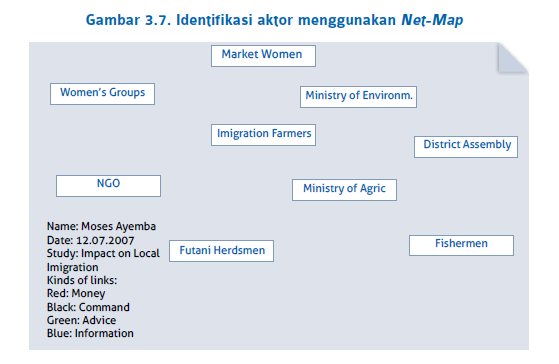 Gambar 3.7. Identifikasi aktor menggunakan Net-Map
Market Women
Women's Groups
Ministry of Environm.
Imigration Farmers
District Assembly
NGO
Ministry of Agric
Name: Moses Ayemba
Date: 12.07.2007
Study: Impact on Local
Imigration
Kinds of links:
Red: Money
Black: Command
Green: Advice
Blue: Information
Futani Herdsmen
Fishermen